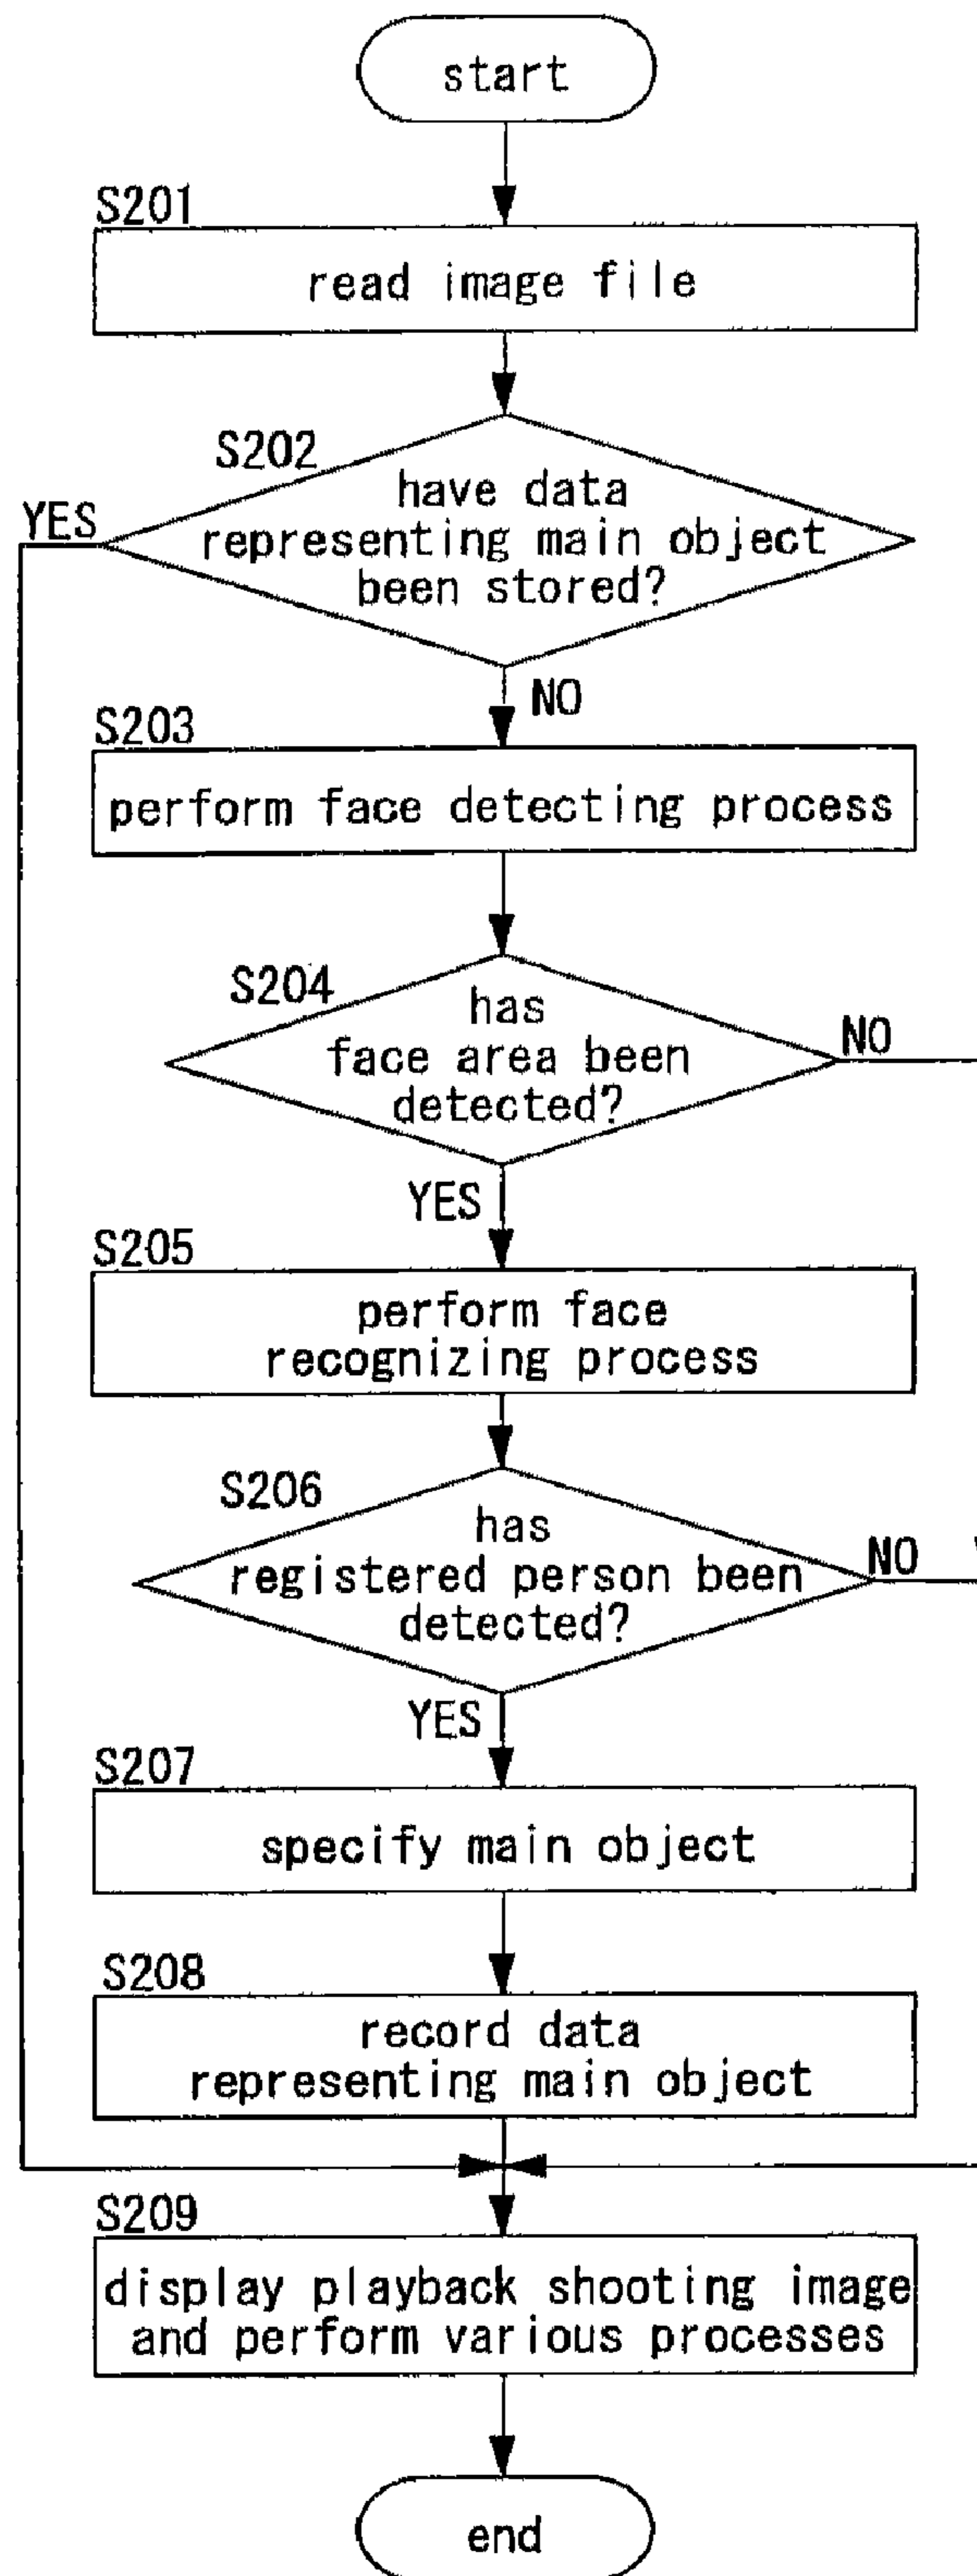 start
S201
read image file
S202
have data
representing main object
been stored?
YES
NO
S203
perform face detecting process
S204
has
face area been
detected?
NO
YES
S205
perform face
recognizing process
S206
has
registered person been
detected?
NO
YES
S207
specify main object
S208
record data
representing main object
S209
display playback shooting image
and perform various processes
end